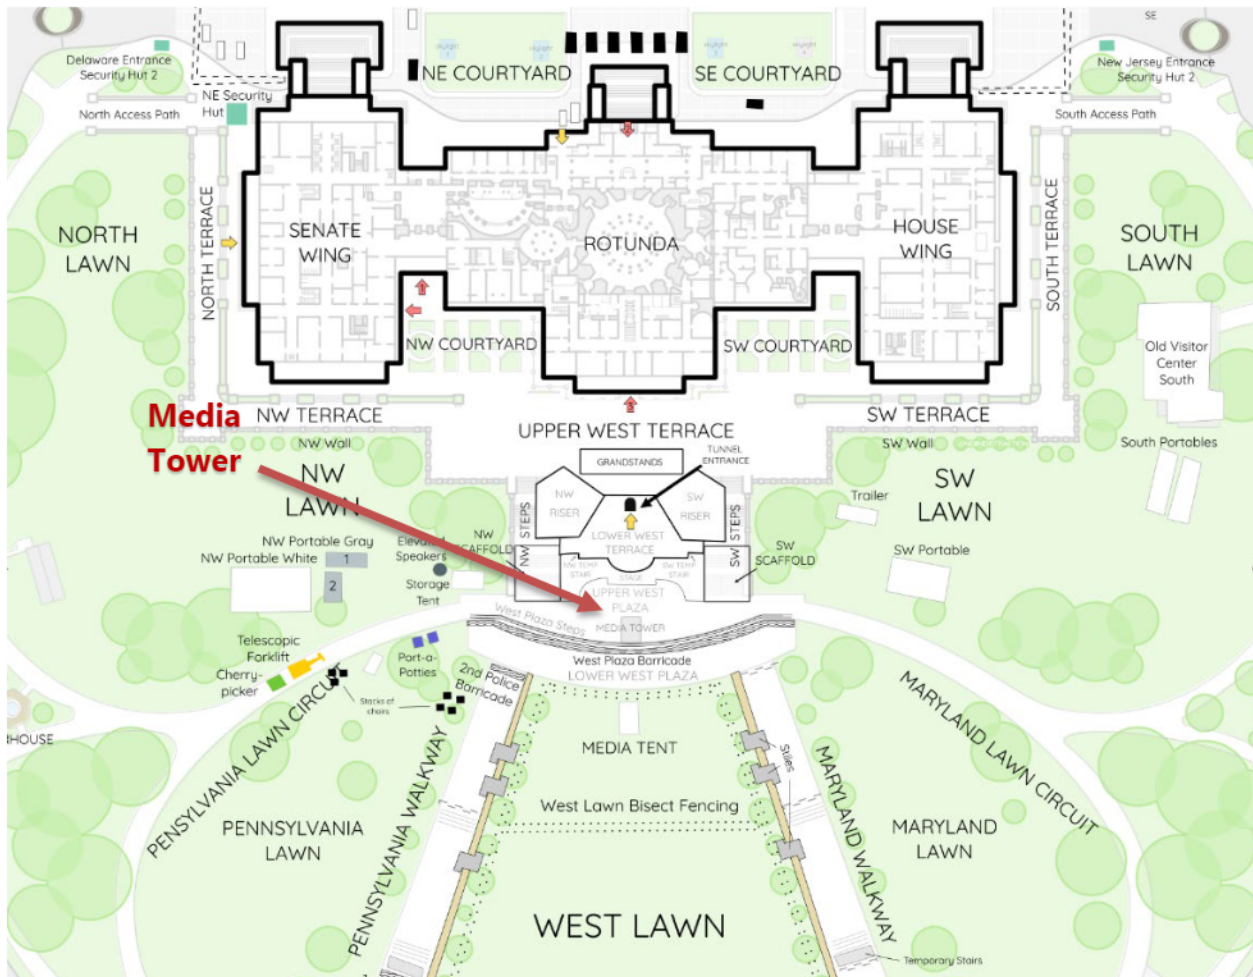 SE
Delaware Entrance
Security Hut 2
NE Security
Hut
North Access Path
NE COURTYARD
SE COURTYARD
New Jersey Entrance
Security Hut 2
South Access Path
NORTH
LAWN
NORTH TERRACE
SENATE
WING
ROTUNDA
HOUSE
WING
SOUTH TERRACE
SOUTH
LAWN
NW COURTYARD
SW COURTYARD
Old Visitor
Center
South
Media
Tower
NW TERRACE
NW Wall
UPPER WEST TERRACE
SW TERRACE
SW Wall
South Portables
GRANDSTANDS
TUNNEL
ENTRANCE
NW
LAWN
NW
RISER
SW
RISER
SW
LAWN
Trailer
NW STEPS
SW STEPS
NW Portable Gray
NW Portable White
1
2
Elevated
Speakers
NW
SCAFFOLD
LOWER WEST
TERRACE
SW
SCAFFOLD
SW Portable
NW TEMP
STAIR
SW TEMP
STAIR
STAGE
Storage
Tent
UPPER WEST
PLAZA
West Plaza Steps
MEDIA TOWER
Telescopic
Forklift
Cherry-
picker
Port-a-
Potties
2nd Police
Barricade
West Plaza Barricade
LOWER WEST PLAZA
Stacks of
chairs
HOUSE
PENSYLVANIA LAWN CIRCUIT
PENNSYLVANIA WALKWAY
MEDIA TENT
Stiles
MARYLAND WALKWAY
MARYLAND LAWN CIRCUIT
West Lawn Bisect Fencing
PENNSYLVANIA
LAWN
MARYLAND
LAWN
WEST LAWN
Temporary Stairs